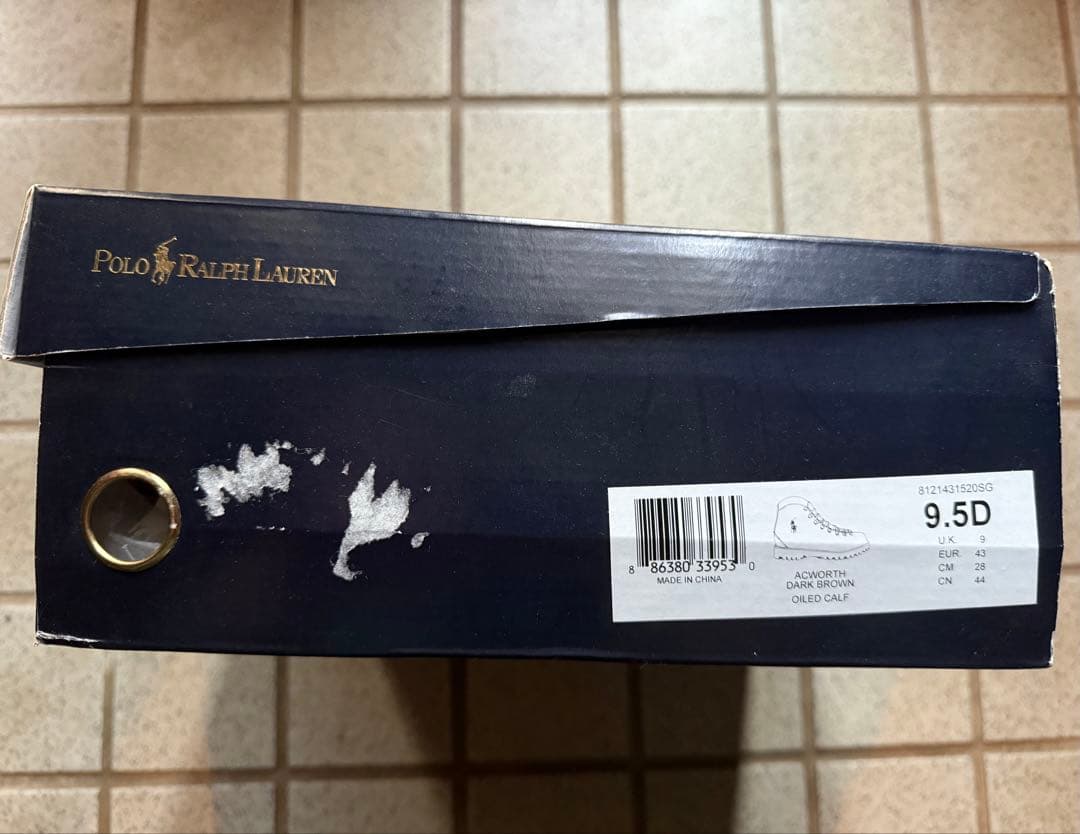 POLO RALPH LAUREN
8121431520SG
9.5D
U.K. 9
EUR. 43
CM 28
CN 44
8 86380 33953 0
MADE IN CHINA
ACWORTH
DARK BROWN
OILED CALF